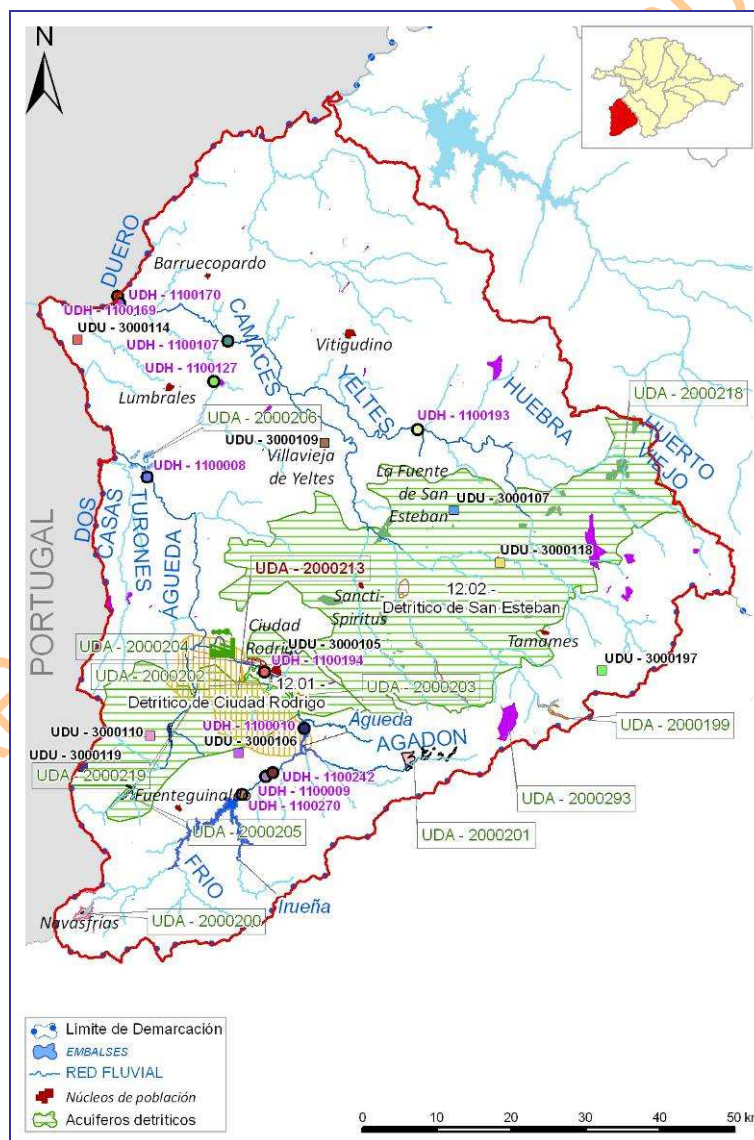 N
DUERO
Barruecopardo
UDH - 1100170
UDH - 1100169
UDU - 3000114
CAMACES
UDH - 1100107
Vitigudino
UDH - 1100127
YELTES
HUEBRA
Lumbrales
UDH - 1100193
UDA - 2000218
UDA - 2000206
HUERTO
VIEJO
UDU - 3000109
Villavieja
de Yeltes
UDH - 1100008
La Fuente
de San
Esteban
UDU - 3000107
DOS
CASAS
TURONES
ÁGUEDA
PORTUGAL
UDU - 3000118
UDA - 2000213
12.02 -
Detritico de San Esteban
Sancti-
Spiritus
Ciudad
Rodrigo
UDU - 3000105
Tamames
UDA - 2000204
UDH - 1100194
UDU - 3000197
UDA - 2000202
12.01 -
Detritico de Ciudad Rodrigo
UDA - 2000203
UDU - 3000110
UDH - 1100010
Águeda
UDA - 2000199
UDU - 3000106
AGADON
UDU - 3000119
UDA - 2000219
UDH - 1100242
UDH - 1100009
UDA - 2000293
Fuenteguinaldo
UDH - 1100270
UDA - 2000205
UDA - 2000201
FRIO
Irueña
UDA - 2000200
Navasfrías
Límite de Demarcación
EMBALSES
RED FLUVIAL
Núcleos de población
Acuíferos detríticos
0 10 20 30 40 50 km